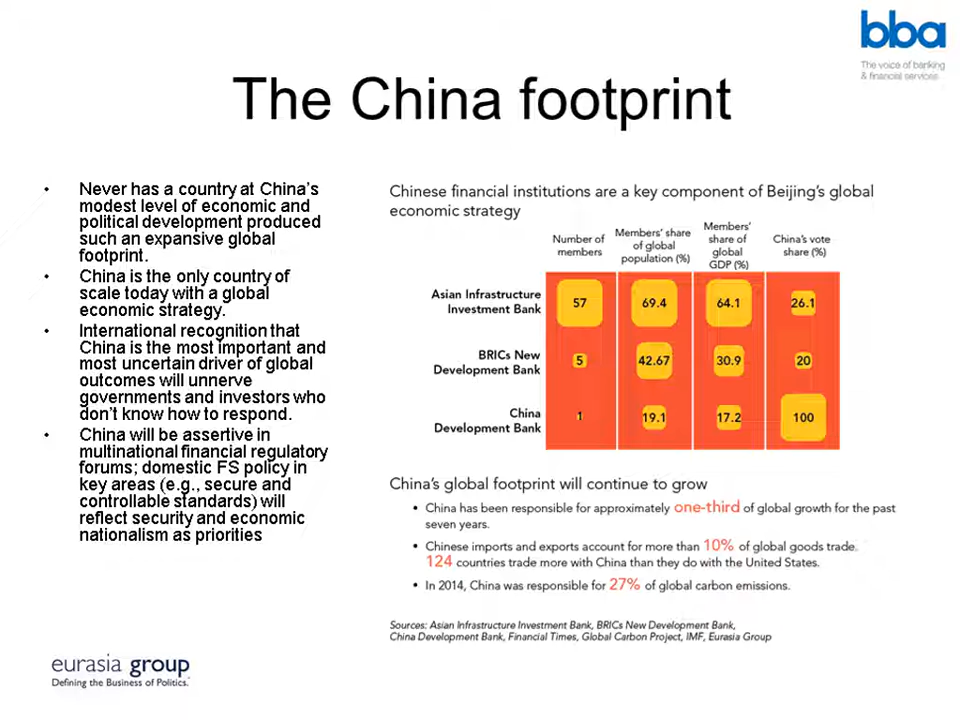 bba
The voice of banking
& financial services
The China footprint
• Never has a country at China's
modest level of economic and
political development produced
such an expansive global
footprint.
• China is the only country of
scale today with a global
economic strategy.
• International recognition that
China is the most important and
most uncertain driver of global
outcomes will unnerve
governments and investors who
don't know how to respond.
• China will be assertive in
multinational financial regulatory
forums; domestic FS policy in
key areas (e.g., secure and
controllable standards) will
reflect security and economic
nationalism as priorities
Chinese financial institutions are a key component of Beijing's global
economic strategy
Number of
members
Members' share
of global
population (%)
Members'
share of
global
GDP (%)
China's vote
share (%)
Asian Infrastructure
Investment Bank
57 69.4 64.1 26.1
BRICs New
Development Bank
5 42.67 30.9 20
China
Development Bank
1 19.1 17.2 100
China's global footprint will continue to grow
• China has been responsible for approximately one-third of global growth for the past
seven years.
• Chinese imports and exports account for more than 10% of global goods trade.
124 countries trade more with China than they do with the United States.
• In 2014, China was responsible for 27% of global carbon emissions.
Sources: Asian Infrastructure Investment Bank, BRICs New Development Bank,
China Development Bank, Financial Times, Global Carbon Project, IMF, Eurasia Group
eurasia group
Defining the Business of Politics.